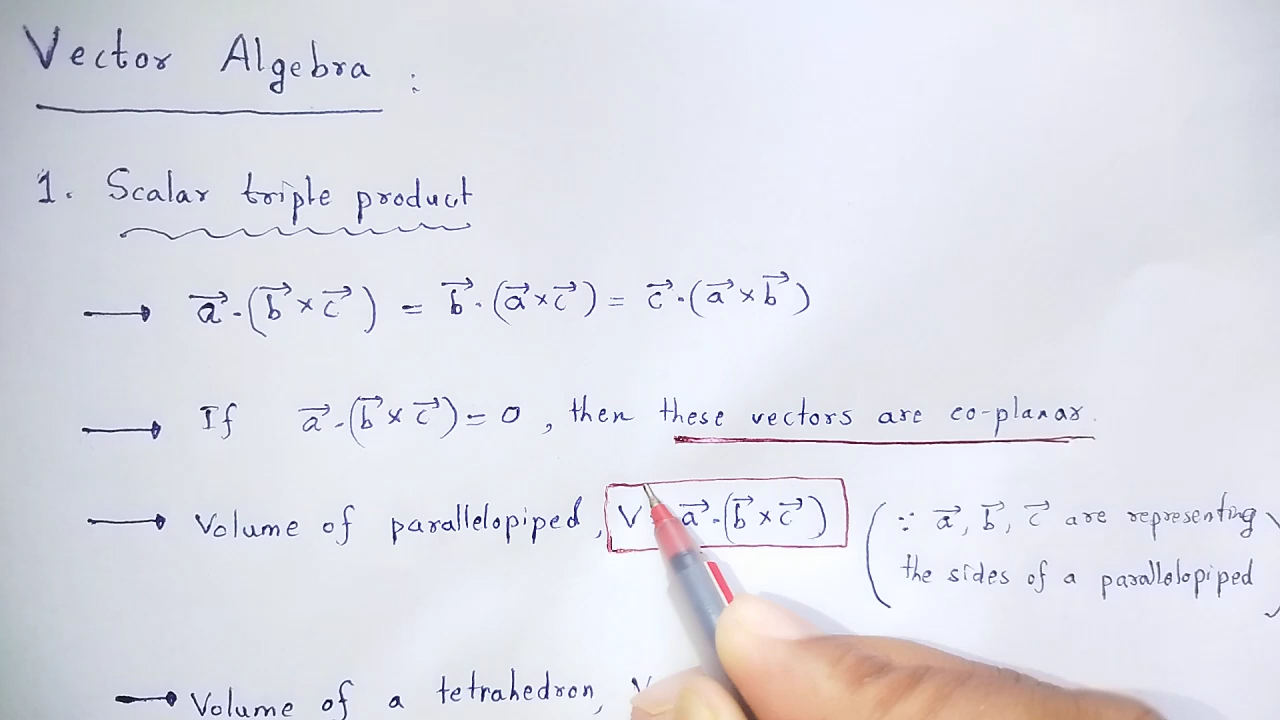 Vector Algebra :
1. Scalar triple product
→ a⃗ . (b⃗ × c⃗) = b⃗ . (a⃗ × c⃗) = c⃗ . (a⃗ × b⃗)
→ If a⃗ . (b⃗ × c⃗) = 0 , then these vectors are co-planar.
→ Volume of parallelopiped, V = a⃗ . (b⃗ × c⃗) (∵ a⃗, b⃗, c⃗ are representing
the sides of a parallelopiped)
→ Volume of a tetrahedron, V